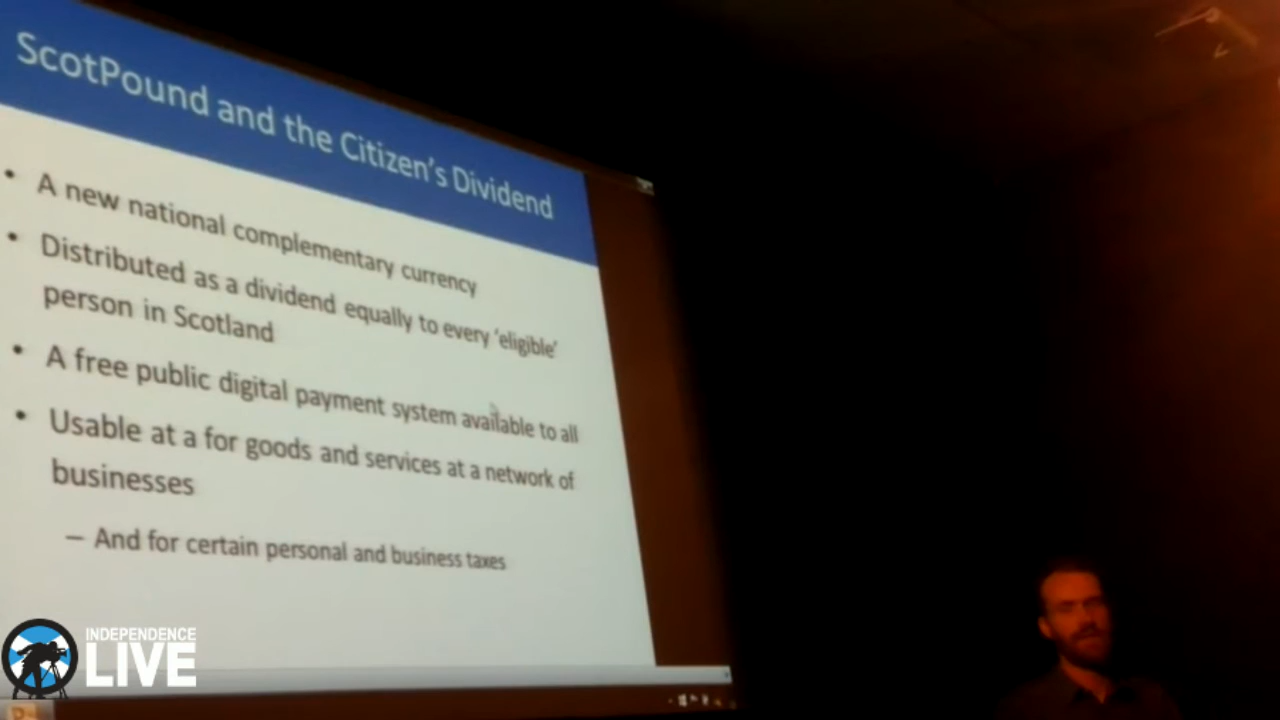 ScotPound and the Citizen's Dividend
• A new national complementary currency
• Distributed as a dividend equally to every 'eligible'
person in Scotland
• A free public digital payment system available to all
• Usable at a for goods and services at a network of
businesses
– And for certain personal and business taxes
INDEPENDENCE
LIVE